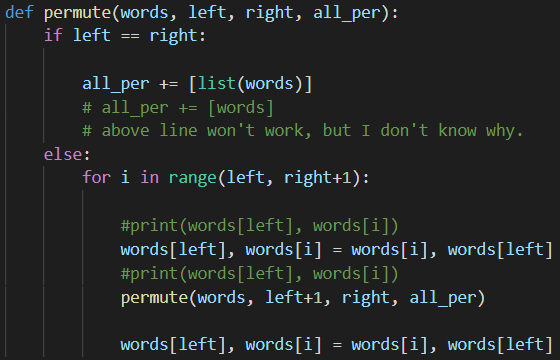 def permute(words, left, right, all_per):
    if left == right:

        all_per += [list(words)]
        # all_per += [words]
        # above line won't work, but I don't know why.
    else:
        for i in range(left, right+1):

            #print(words[left], words[i])
            words[left], words[i] = words[i], words[left]
            #print(words[left], words[i])
            permute(words, left+1, right, all_per)

            words[left], words[i] = words[i], words[left]